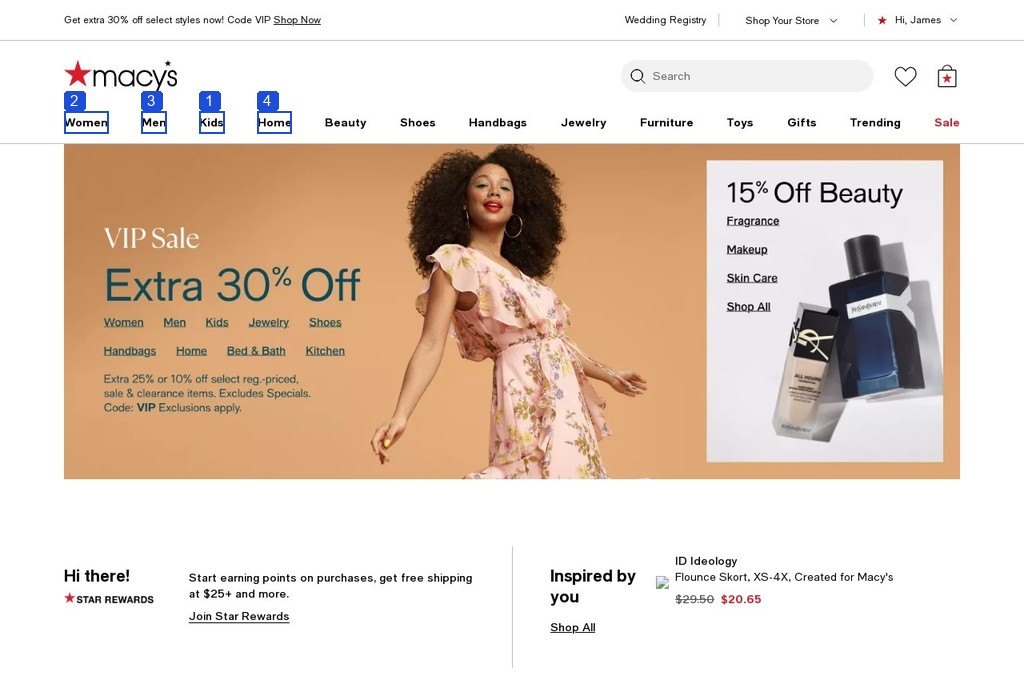 Get extra 30% off select styles now! Code VIP Shop Now
Wedding Registry
Shop Your Store
Hi, James
macy's
Search
2
3
1
4
Women
Men
Kids
Home
Beauty
Shoes
Handbags
Jewelry
Furniture
Toys
Gifts
Trending
Sale
VIP Sale
Extra 30% Off
Women Men Kids Jewelry Shoes
Handbags Home Bed & Bath Kitchen
Extra 25% or 10% off select reg.-priced,
sale & clearance items. Excludes Specials.
Code: VIP Exclusions apply.
15% Off Beauty
Fragrance
Makeup
Skin Care
Shop All
ALL HOURS
Hi there!
STAR REWARDS
Start earning points on purchases, get free shipping
at $25+ and more.
Join Star Rewards
Inspired by
you
Shop All
ID Ideology
Flounce Skort, XS-4X, Created for Macy's
$29.50 $20.65